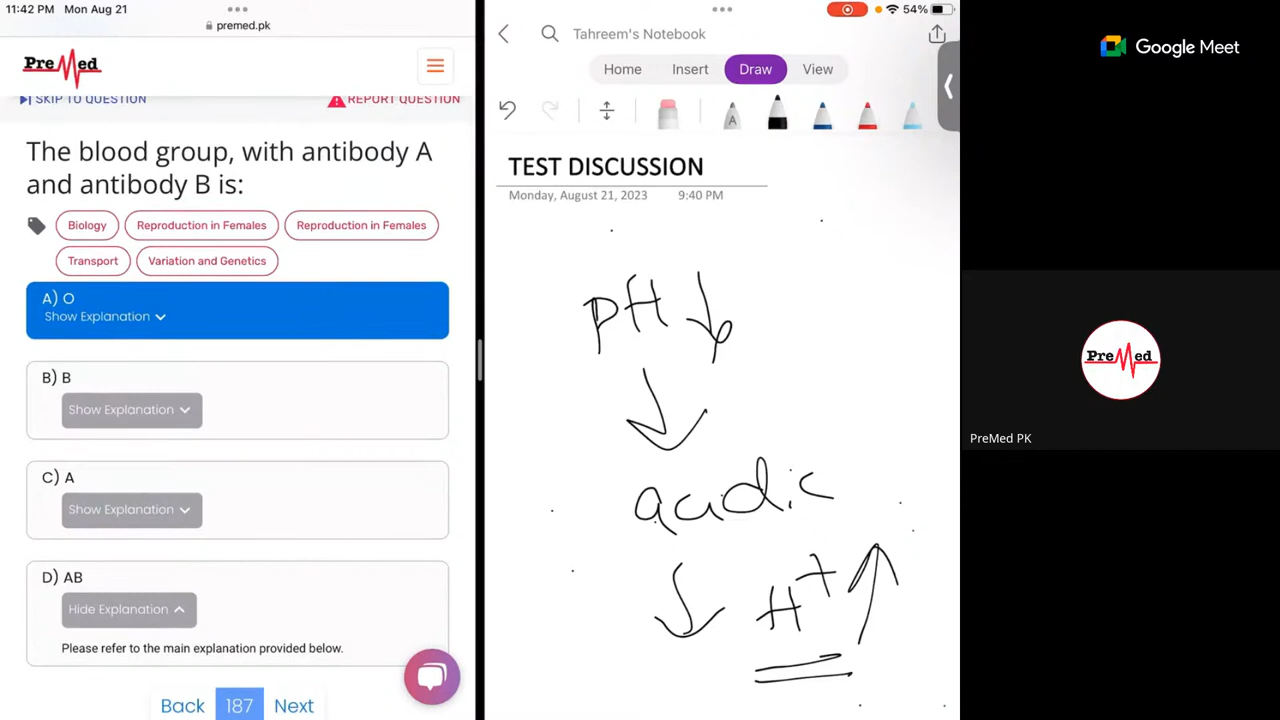 11:42 PM Mon Aug 21
premed.pk
PreMed
SKIP TO QUESTION
REPORT QUESTION
The blood group, with antibody A
and antibody B is:
Biology
Reproduction in Females
Reproduction in Females
Transport
Variation and Genetics
A) O
Show Explanation
B) B
Show Explanation
C) A
Show Explanation
D) AB
Hide Explanation
Please refer to the main explanation provided below.
Back 187 Next
54%
Tahreem's Notebook
Home Insert Draw View
A
TEST DISCUSSION
Monday, August 21, 2023 9:40 PM
pH ↓
↓
acidic
↓ H+ ↑
Google Meet
PreMed
PreMed PK